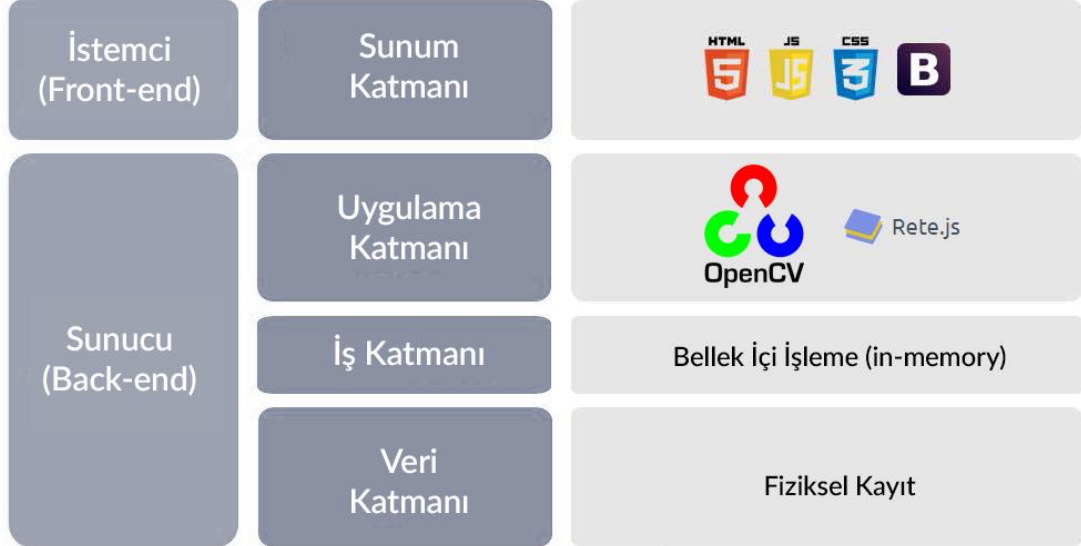 İstemci
(Front-end)
Sunum
Katmanı
HTML
5
JS
JS
CSS
3
B
Sunucu
(Back-end)
Uygulama
Katmanı
OpenCV
Rete.js
İş Katmanı
Bellek İçi İşleme (in-memory)
Veri
Katmanı
Fiziksel Kayıt